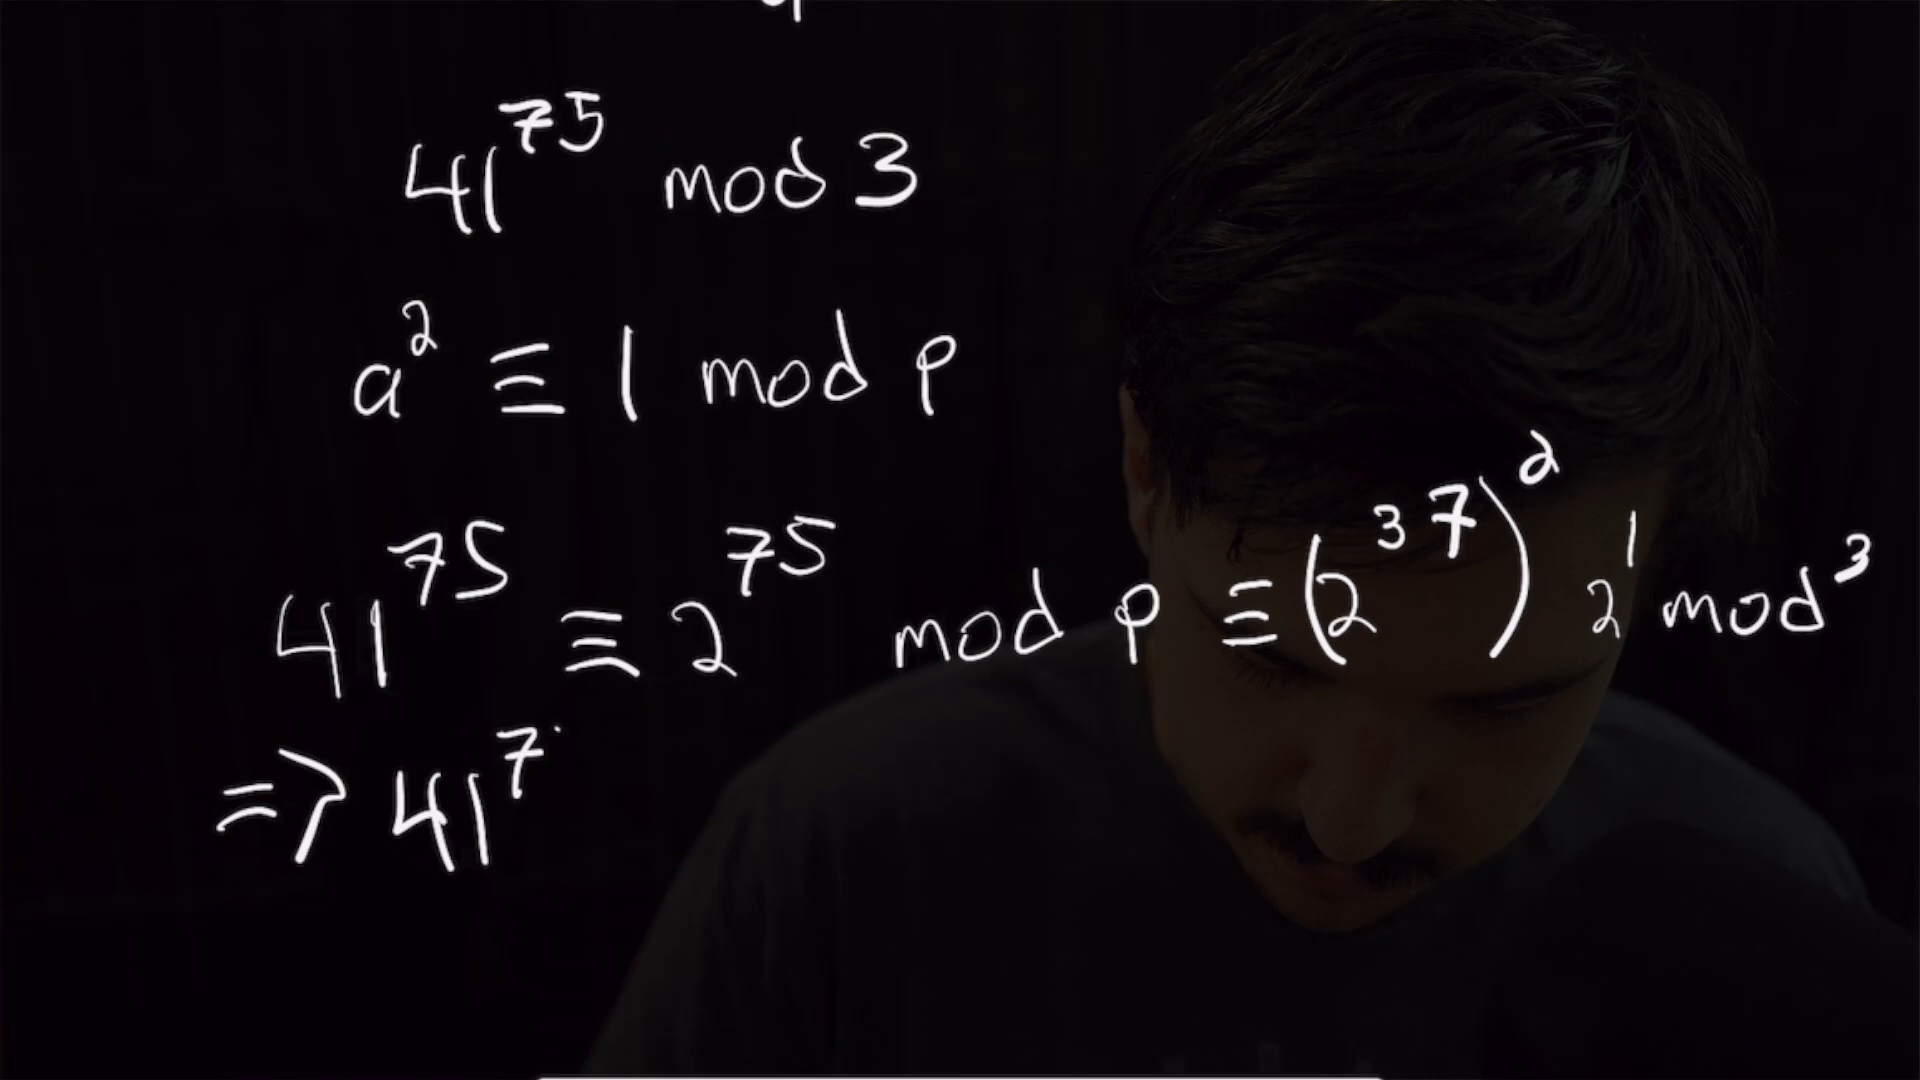 41^75 mod 3
a^2 ≡ 1 mod p
41^75 ≡ 2^75 mod p ≡ (2^37)^2 2^1 mod 3
=> 41^7